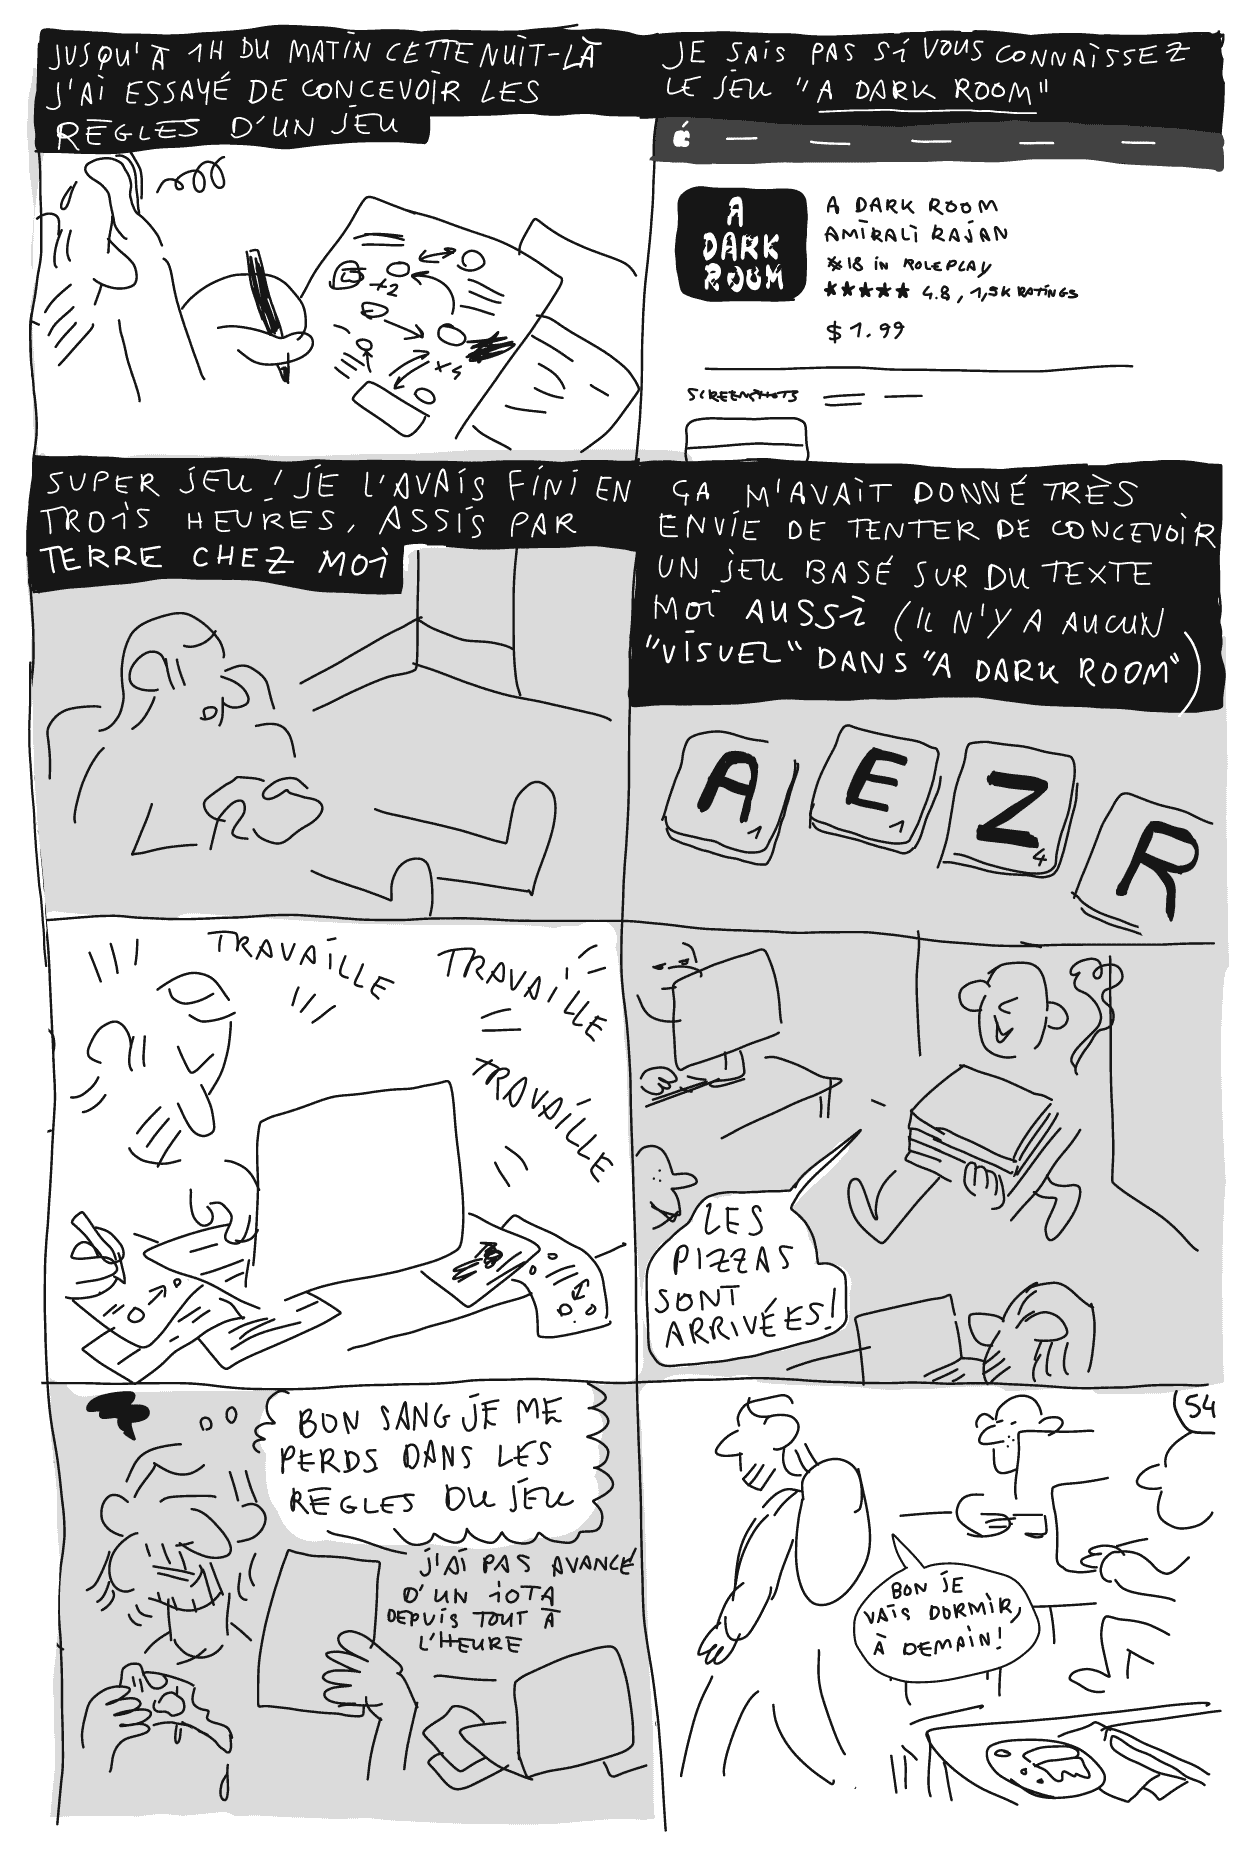 JUSQU'À 1H DU MATIN CETTE NUIT-LÀ
J'AI ESSAYÉ DE CONCEVOIR LES
RÈGLES D'UN JEU
JE SAIS PAS SI VOUS CONNAISSEZ
LE JEU "A DARK ROOM"
A
DARK
ROOM
A DARK ROOM
AMIRALI RAJAN
#18 IN ROLEPLAY
★★★★★ 4.8, 1,5K RATINGS
$1.99
SCREENSHOTS
×2
×4
SUPER JEU! JE L'AVAIS FINI EN
TROIS HEURES, ASSIS PAR
TERRE CHEZ MOI
ÇA M'AVAIT DONNÉ TRÈS
ENVIE DE TENTER DE CONCEVOIR
UN JEU BASÉ SUR DU TEXTE
MOI AUSSI (IL N'Y A AUCUN
"VISUEL" DANS "A DARK ROOM")
A 1
E 1
Z 4
R
TRAVAILLE
TRAVAILLE
TRAVAILLE
LES
PIZZAS
SONT
ARRIVÉES!
BON SANG JE ME
PERDS DANS LES
RÈGLES DU JEU
J'AI PAS AVANCÉ
D'UN IOTA
DEPUIS TOUT À
L'HEURE
54
BON JE
VAIS DORMIR,
À DEMAIN!